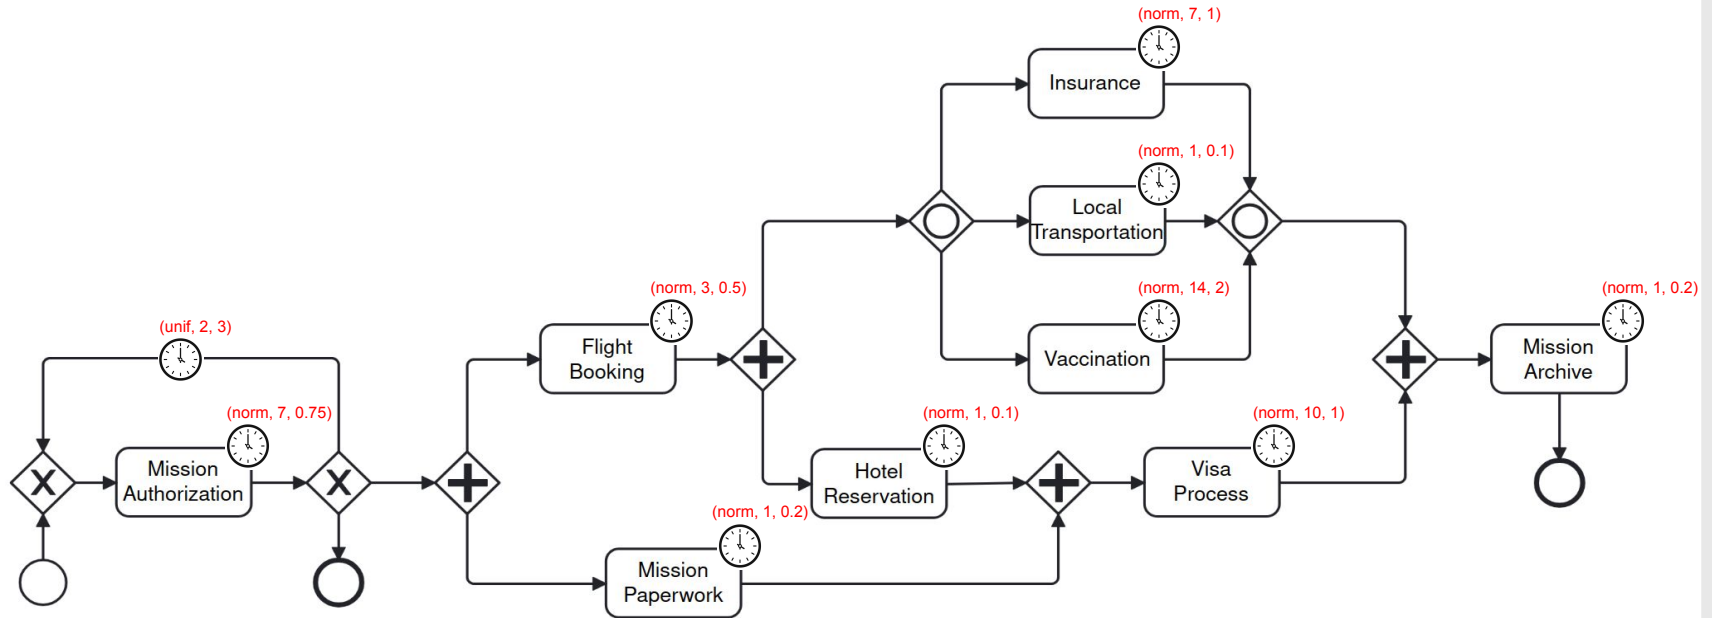 (norm, 7, 1)
Insurance
(norm, 1, 0.1)
Local
Transportation
(norm, 3, 0.5)
(norm, 14, 2)
(norm, 1, 0.2)
(unif, 2, 3)
Flight
Booking
Vaccination
Mission
Archive
(norm, 7, 0.75)
(norm, 1, 0.1)
(norm, 10, 1)
X
Mission
Authorization
X
Hotel
Reservation
Visa
Process
(norm, 1, 0.2)
Mission
Paperwork